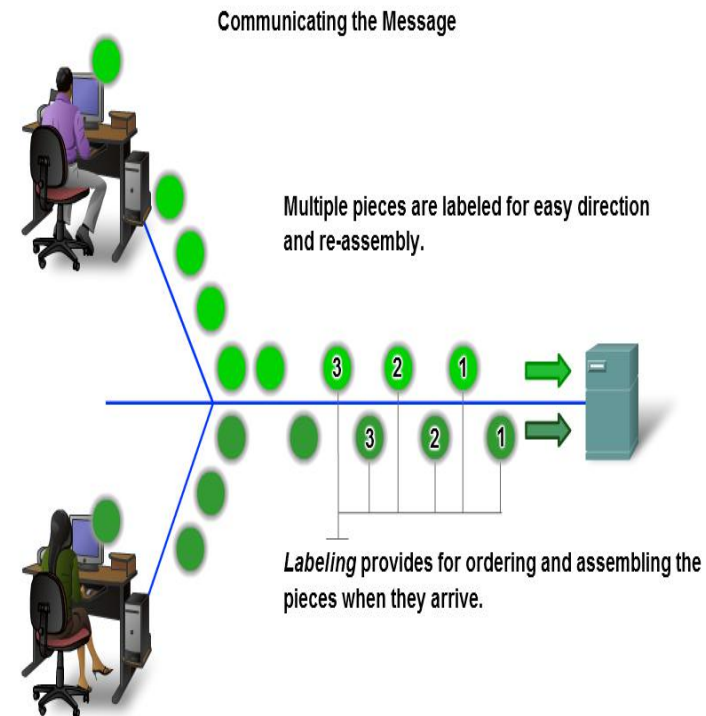 Communicating the Message
Multiple pieces are labeled for easy direction
and re-assembly.
3 2 1
3 2 1
Labeling provides for ordering and assembling the
pieces when they arrive.